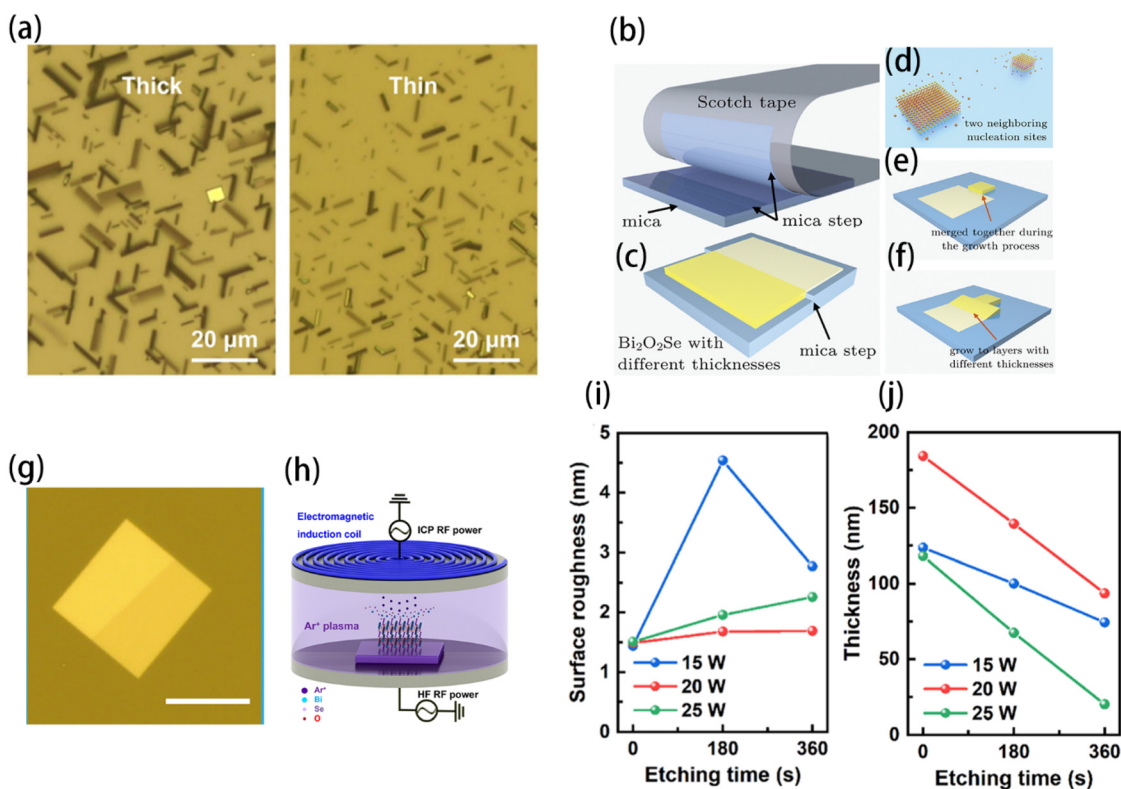 (a)
Thick
20 μm
Thin
20 μm
(b)
Scotch tape
mica
mica step
(c)
Bi₂O₂Se with
different thicknesses
mica step
(d)
two neighboring
nucleation sites
(e)
merged together during
the growth process
(f)
grow to layers with
different thicknesses
(g)
(h)
Electromagnetic
induction coil
ICP RF power
Ar⁺ plasma
Ar⁺
Bi
Se
O
HF RF power
(i)
Surface roughness (nm)
5
4
3
2
1
0
15 W
20 W
25 W
0 180 360
Etching time (s)
(j)
Thickness (nm)
200
150
100
50
0
15 W
20 W
25 W
0 180 360
Etching time (s)